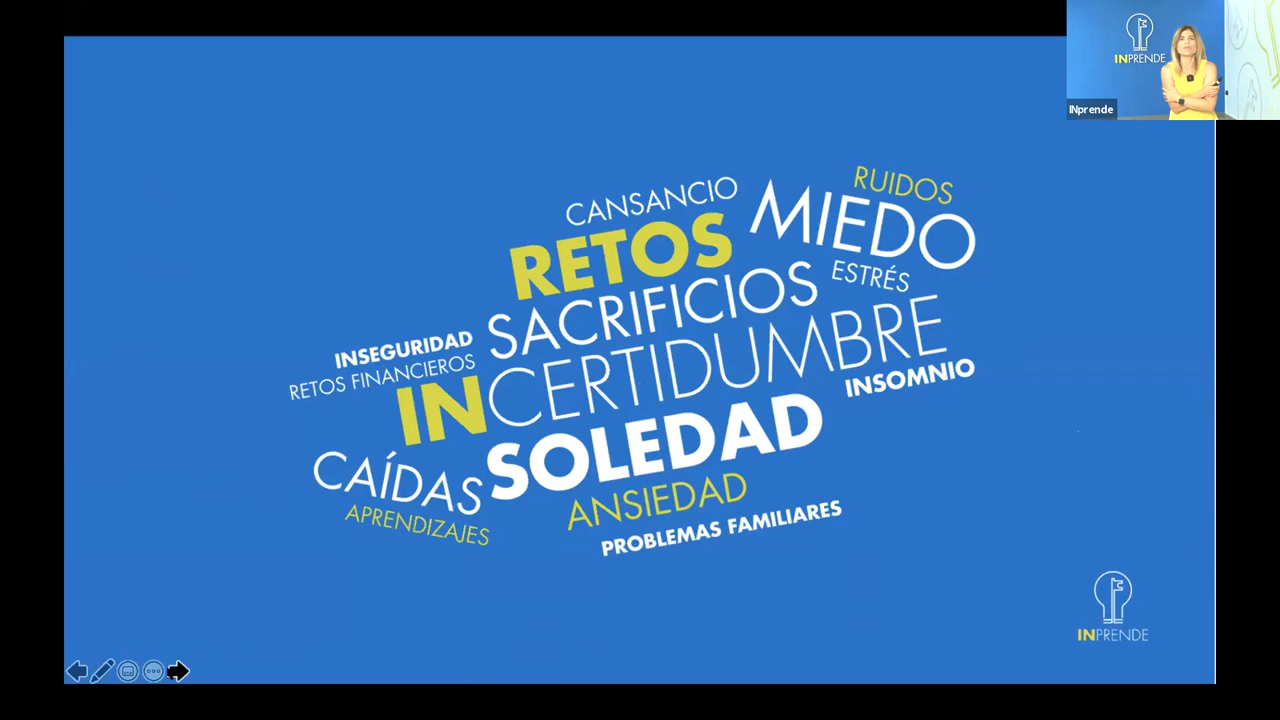 INPRENDE
INprende
CANSANCIO
RUIDOS
RETOS
MIEDO
ESTRÉS
SACRIFICIOS
INSEGURIDAD
RETOS FINANCIEROS
INCERTIDUMBRE
INSOMNIO
CAÍDAS
SOLEDAD
APRENDIZAJES
ANSIEDAD
PROBLEMAS FAMILIARES
INPRENDE